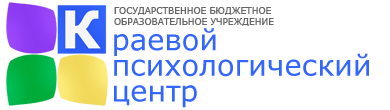 ГОСУДАРСТВЕННОЕ БЮДЖЕТНОЕ
ОБРАЗОВАТЕЛЬНОЕ УЧРЕЖДЕНИЕ
Краевой
психологический
центр